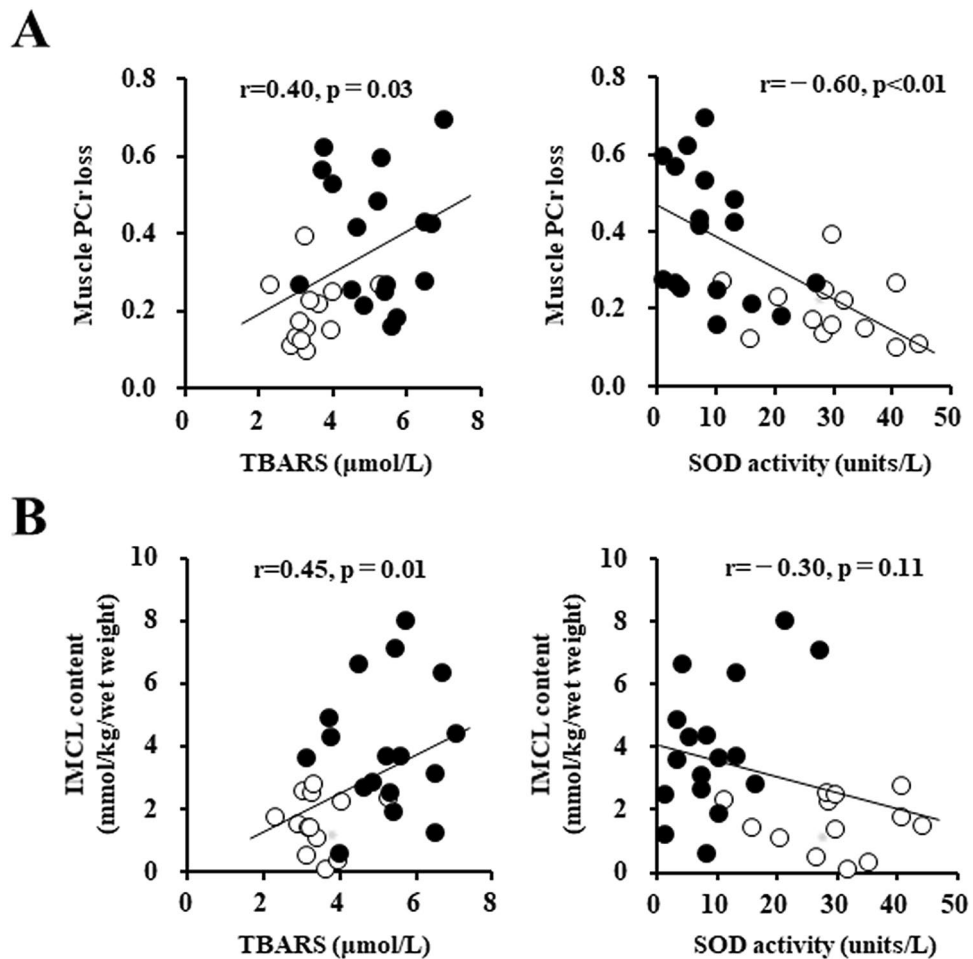 A
r=0.40, p = 0.03
Muscle PCr loss
0.8
0.6
0.4
0.2
0.0
0 2 4 6 8
TBARS (μmol/L)
r=－0.60, p<0.01
Muscle PCr loss
0.8
0.6
0.4
0.2
0.0
0 10 20 30 40 50
SOD activity (units/L)
B
r=0.45, p = 0.01
IMCL content
(mmol/kg/wet weight)
10
8
6
4
2
0
0 2 4 6 8
TBARS (μmol/L)
r=－0.30, p = 0.11
IMCL content
(mmol/kg/wet weight)
10
8
6
4
2
0
0 10 20 30 40 50
SOD activity (units/L)